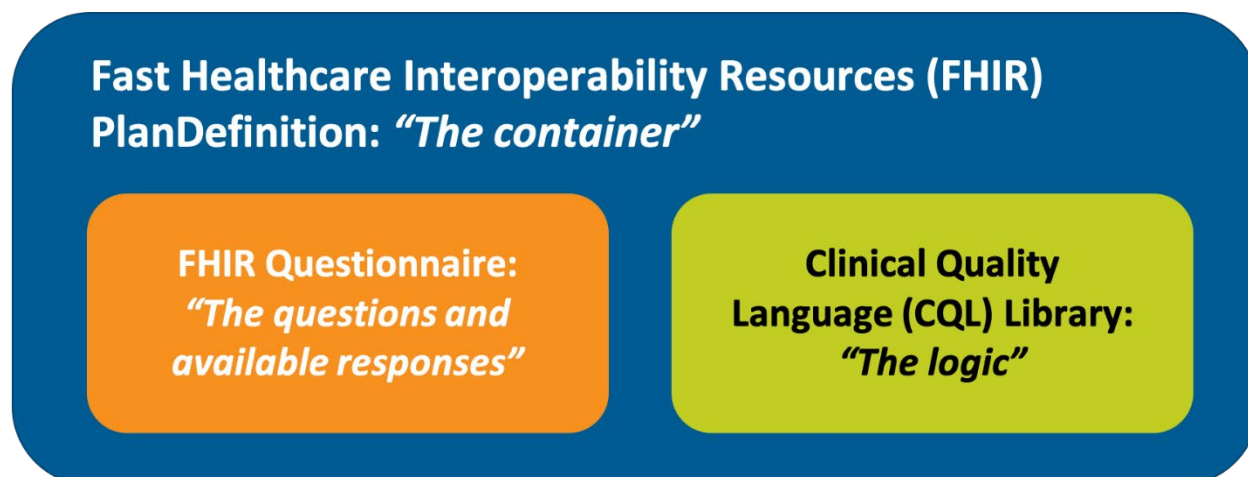 Fast Healthcare Interoperability Resources (FHIR)
PlanDefinition: “The container”
FHIR Questionnaire:
“The questions and
available responses”
Clinical Quality
Language (CQL) Library:
“The logic”